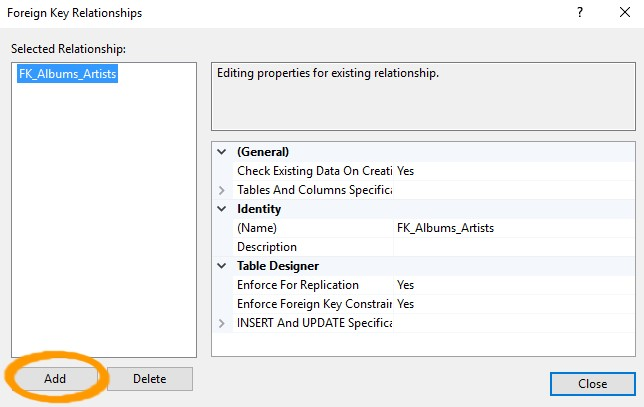 Foreign Key Relationships
?
Selected Relationship:
FK_Albums_Artists
Editing properties for existing relationship.
(General)
Check Existing Data On Creati Yes
Tables And Columns Specifica
Identity
(Name) FK_Albums_Artists
Description
Table Designer
Enforce For Replication Yes
Enforce Foreign Key Constrain Yes
INSERT And UPDATE Specifica
Add Delete
Close